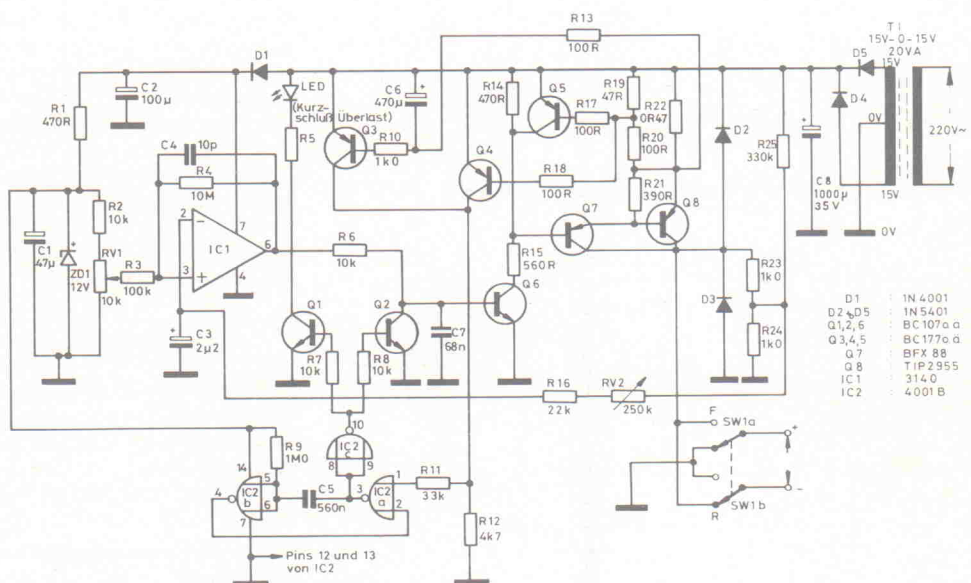 R13
100R
T1
15V-0-15V
20VA
15V
D1
D5
C2
100µ
LED
(Kurz-
schluß Überlast)
C6
470µ
R14
470R
Q5
R19
47R
R22
0R47
R17
100R
R20
100R
D2
D4
0V
220V~
R1
470R
R5
Q3
R10
1k0
Q4
R18
100R
R21
390R
R25
330k
C8
1000µ
35V
15V
0V
C4
10p
R4
10M
Q7
Q8
R2
10k
2
7
IC1
6
3
4
R6
10k
R15
560R
Q6
R23
1k0
C1
47µ
ZD1
12V
RV1
10k
R3
100k
C3
2µ2
Q1
Q2
C7
68n
D3
R24
1k0
D1 : 1N4001
D2-D5 : 1N5401
Q1,2,6 : BC107o.ä
Q3,4,5 : BC177o.ä
Q7 : BFX 88
Q8 : TIP2955
IC1 : 3140
IC2 : 4001B
R7
10k
R8
10k
R16
22k
RV2
250k
10
IC2
C
8
9
F
SW1a
+
-
R
SW1b
14
R9
1M0
4
5
6
7
IC2
b
C5
560n
3
IC2
a
1
2
R11
33k
R12
4k7
Pins 12 und 13
von IC2